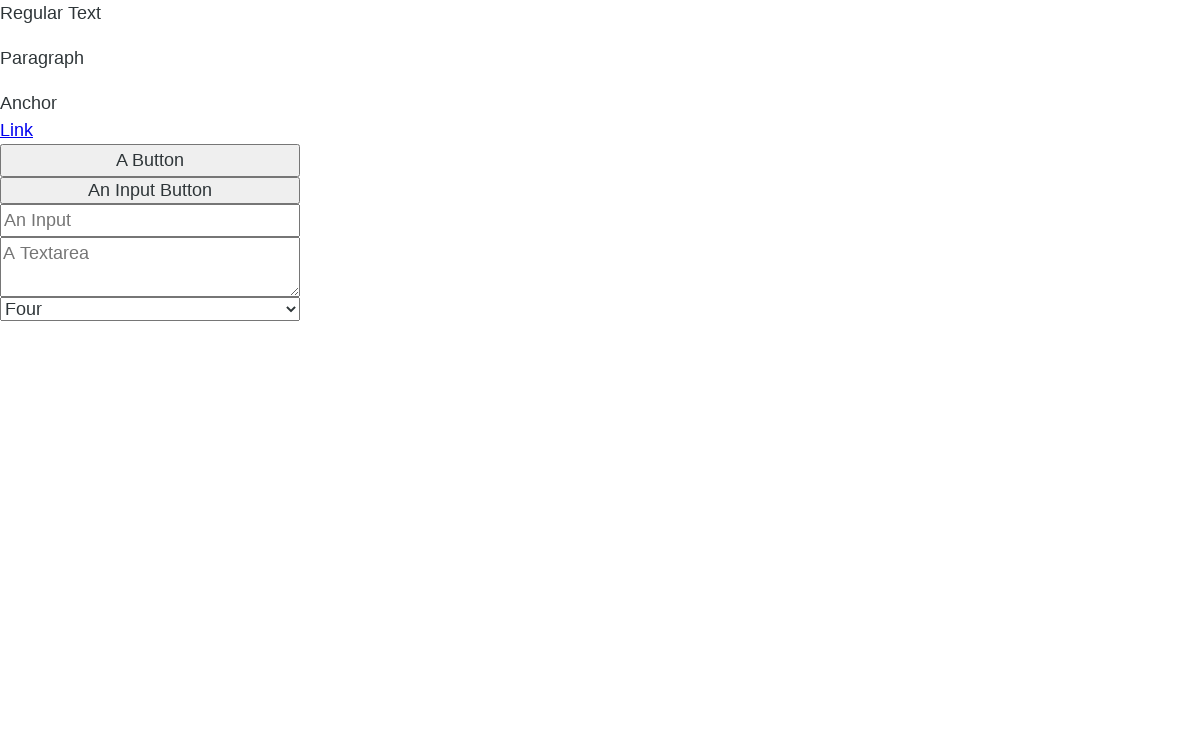 Regular Text
Paragraph
Anchor
Link
A Button
An Input Button
An Input
A Textarea
Four